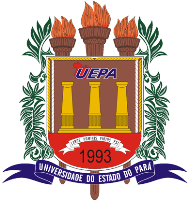 UEPA
1993
UNIVERSIDADE DO ESTADO DO PARÁ